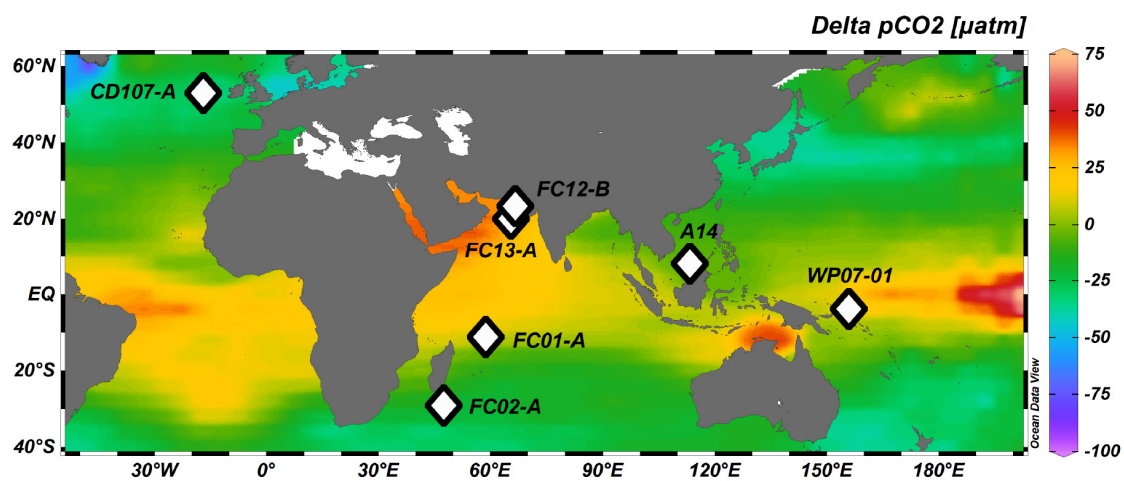 Delta pCO2 [µatm]
60°N
40°N
20°N
EQ
20°S
40°S
CD107-A
FC12-B
FC13-A
A14
WP07-01
FC01-A
FC02-A
Ocean Data View
75
50
25
0
-25
-50
-75
-100
30°W
0°
30°E
60°E
90°E
120°E
150°E
180°E